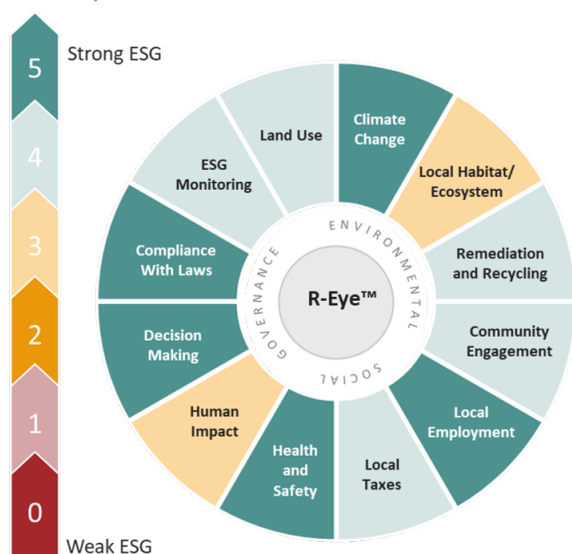 Strong ESG
5
4
3
2
1
0
Weak ESG
Climate
Change
Local Habitat/
Ecosystem
Remediation
and Recycling
Community
Engagement
Local
Employment
Local
Taxes
Health
and
Safety
Human
Impact
Decision
Making
Compliance
With Laws
ESG
Monitoring
Land Use
ENVIRONMENTAL
SOCIAL
GOVERNANCE
R-Eye™